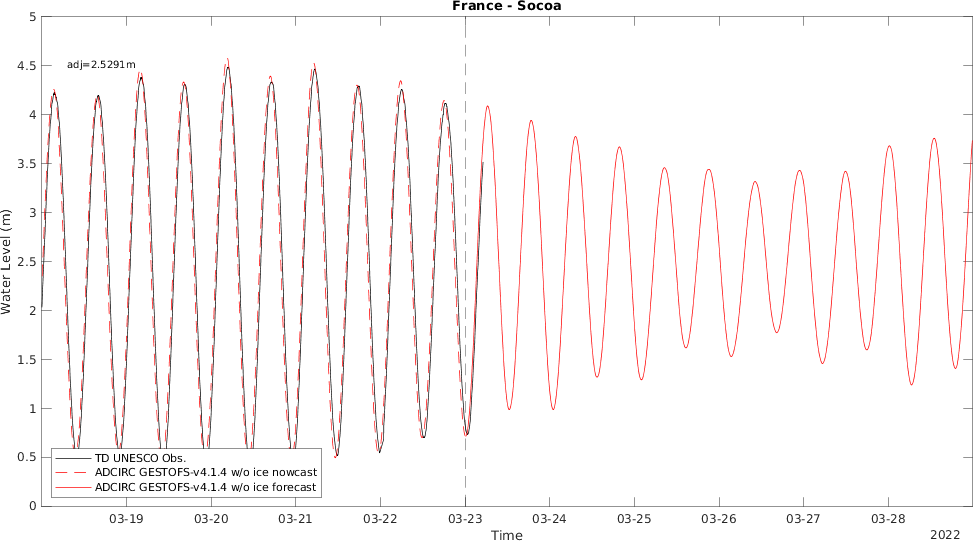 France - Socoa
5
4.5
4
3.5
3
2.5
2
1.5
1
0.5
0
Water Level (m)
adj=2.5291m
TD UNESCO Obs.
ADCIRC GESTOFS-v4.1.4 w/o ice nowcast
ADCIRC GESTOFS-v4.1.4 w/o ice forecast
03-19 03-20 03-21 03-22 03-23 03-24 03-25 03-26 03-27 03-28
Time
2022